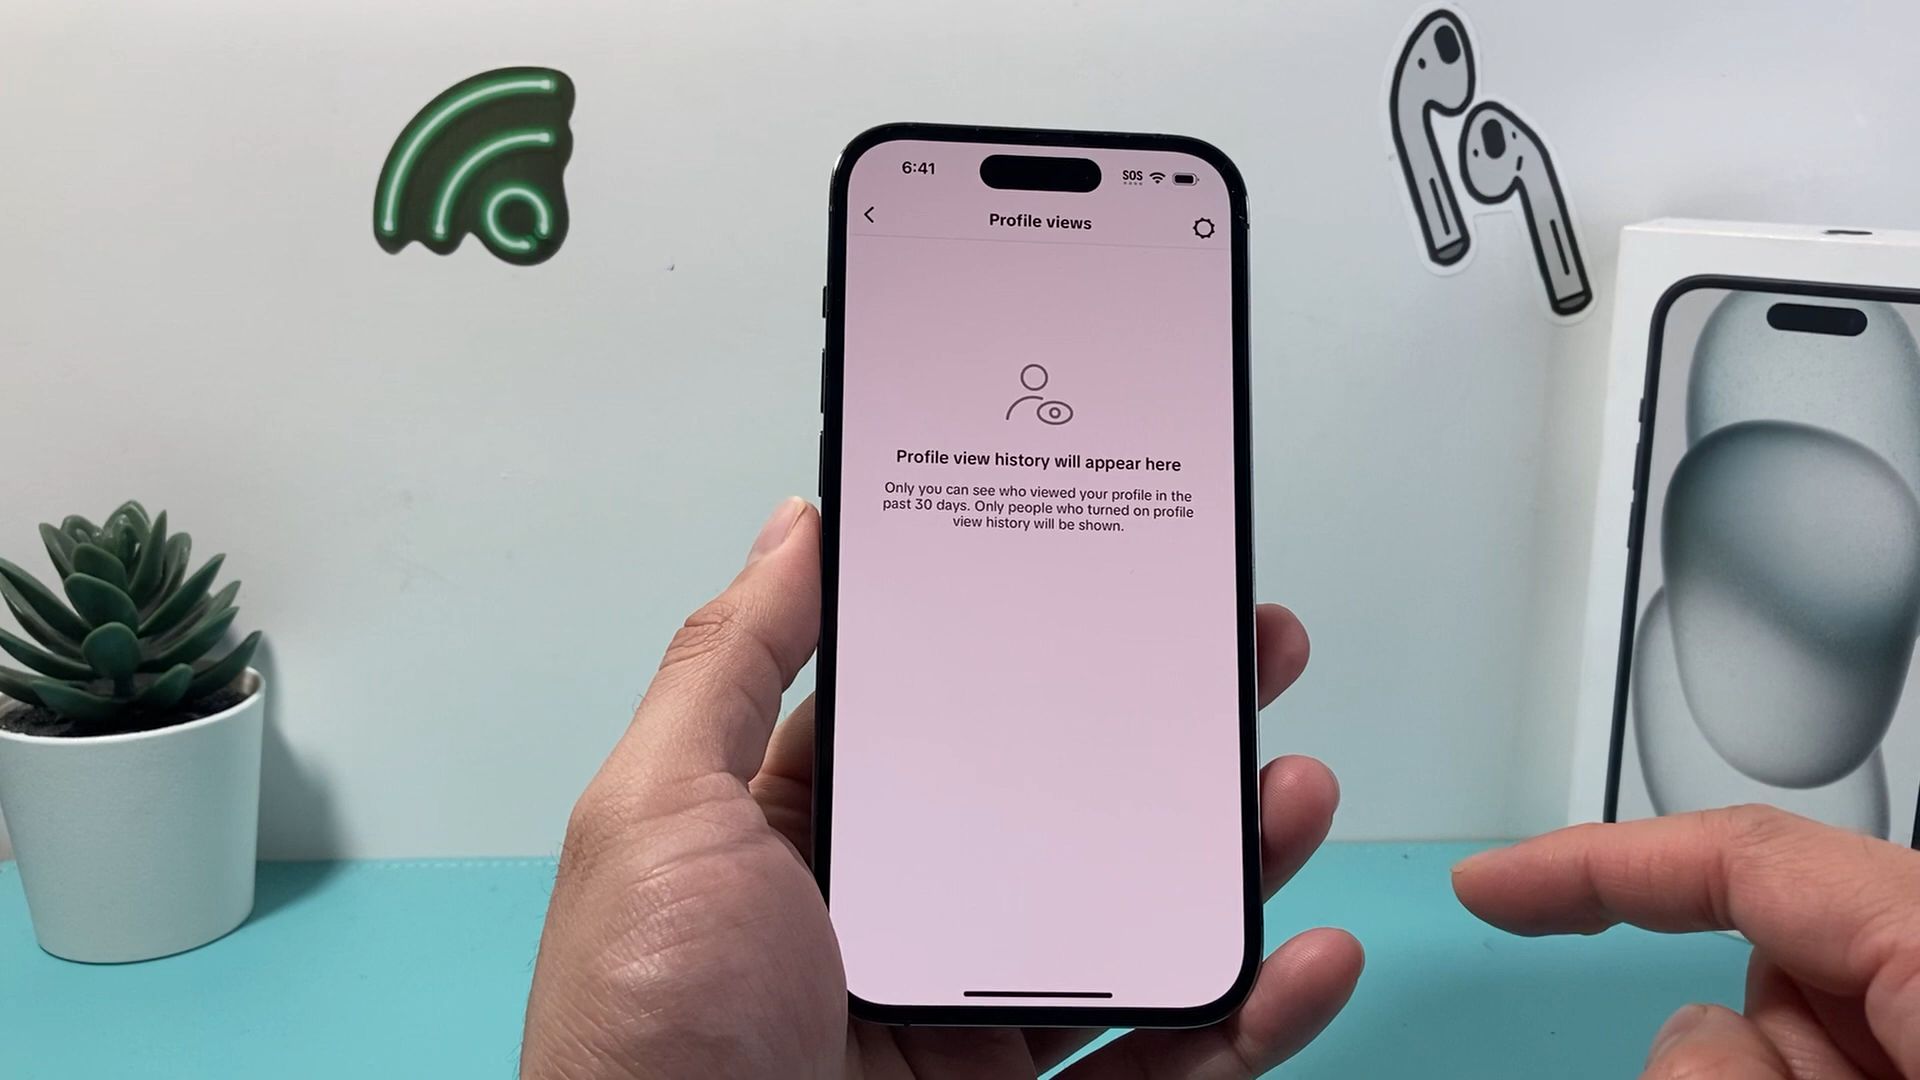 6:41
SOS
Profile views
Profile view history will appear here
Only you can see who viewed your profile in the
past 30 days. Only people who turned on profile
view history will be shown.